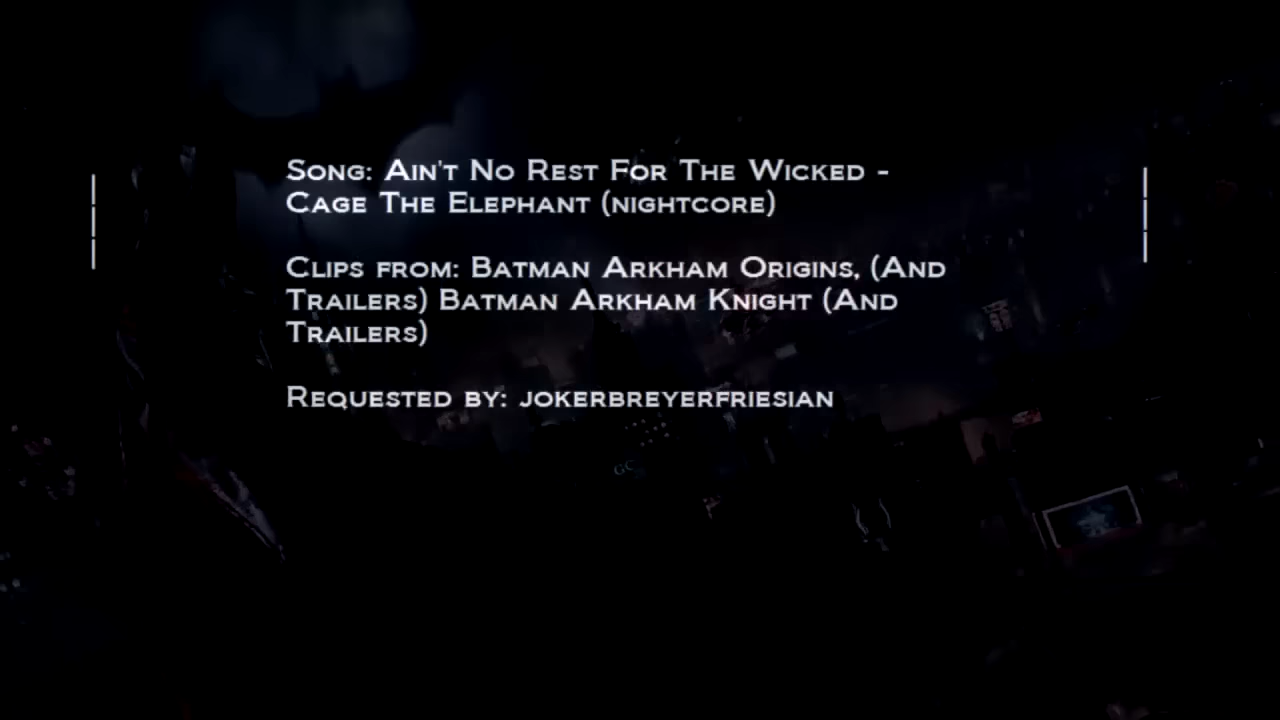 Song: Ain't No Rest For The Wicked -
Cage The Elephant (nightcore)
Clips from: Batman Arkham Origins, (And
Trailers) Batman Arkham Knight (And
Trailers)
Requested by: jokerbreyerfriesian
GC